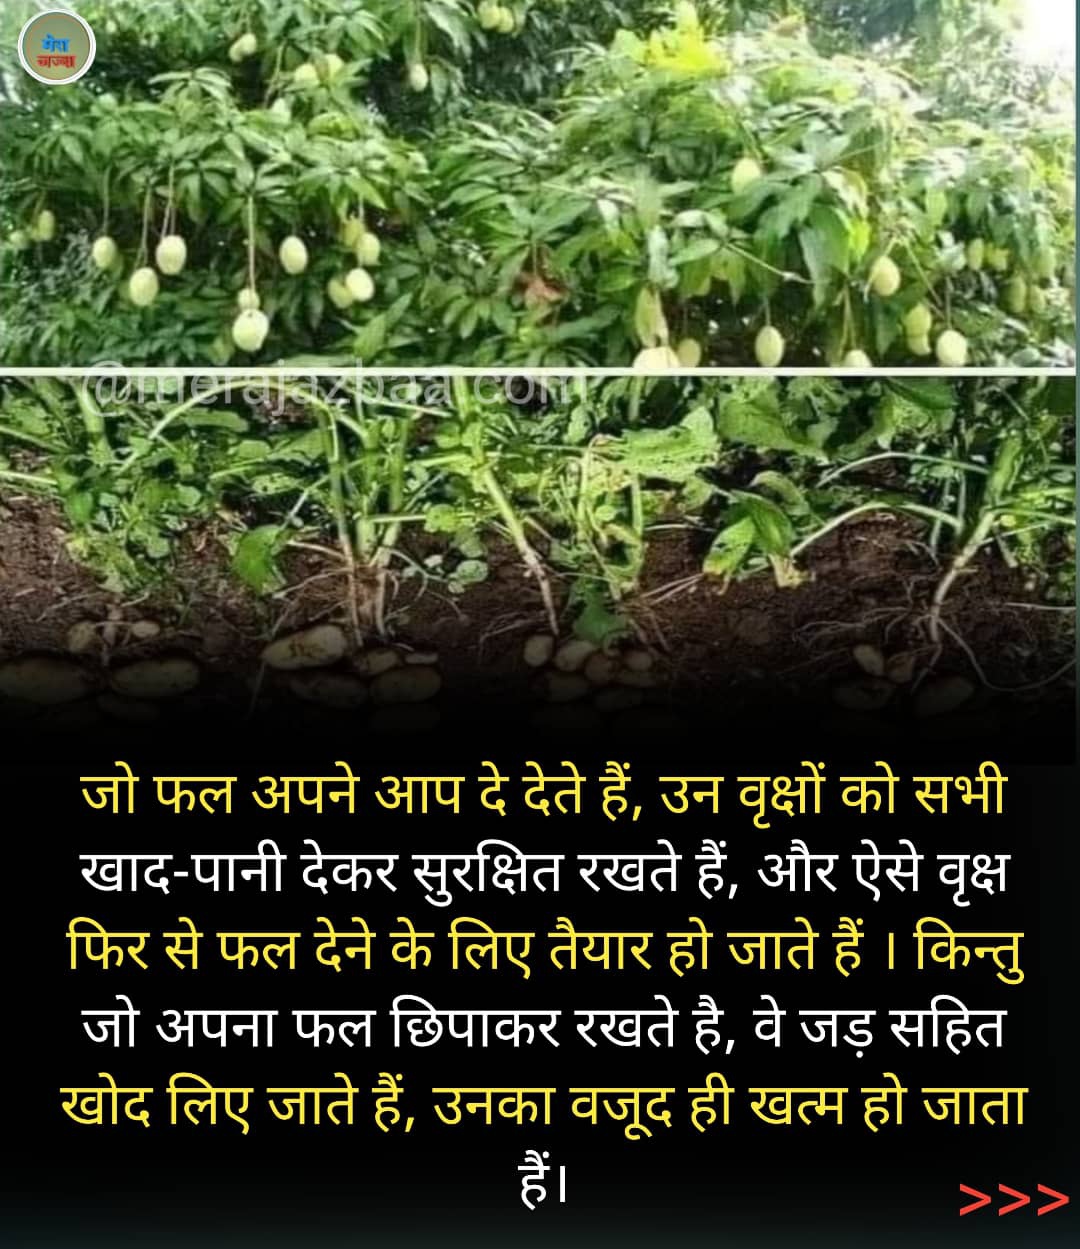 मेरा
जज्बा
@merajazbaa.com
जो फल अपने आप दे देते हैं, उन वृक्षों को सभी
खाद-पानी देकर सुरक्षित रखते हैं, और ऐसे वृक्ष
फिर से फल देने के लिए तैयार हो जाते हैं । किन्तु
जो अपना फल छिपाकर रखते है, वे जड़ सहित
खोद लिए जाते हैं, उनका वजूद ही खत्म हो जाता
हैं।
>>>